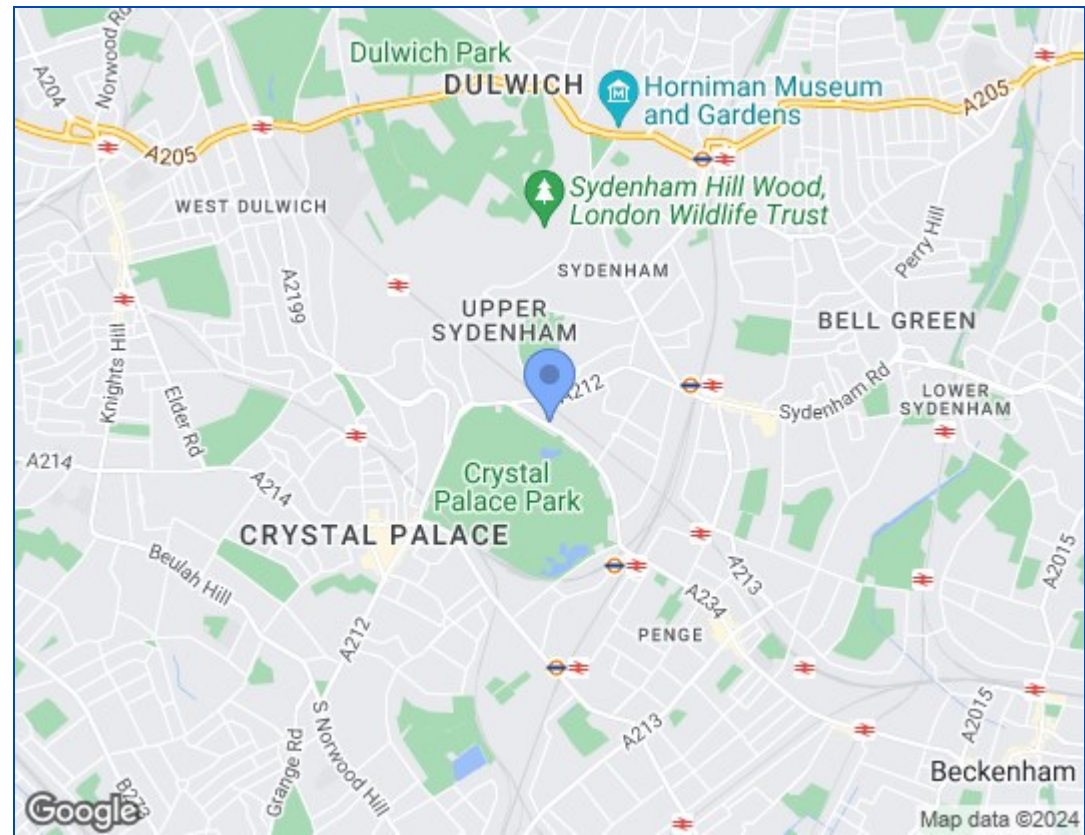 Norwood Rd
A204
Dulwich Park
DULWICH
Horniman Museum
and Gardens
A205
A205
WEST DULWICH
Sydenham Hill Wood,
London Wildlife Trust
Perry Hill
SYDENHAM
A2199
UPPER
SYDENHAM
BELL GREEN
Knights Hill
Elder Rd
A212
Sydenham Rd
LOWER
SYDENHAM
A214
A214
Crystal
Palace Park
CRYSTAL PALACE
Beulah Hill
A213
A2015
A234
A212
PENGE
S Norwood Hill
A213
A2015
Grange Rd
B273
Beckenham
Google
Map data ©2024